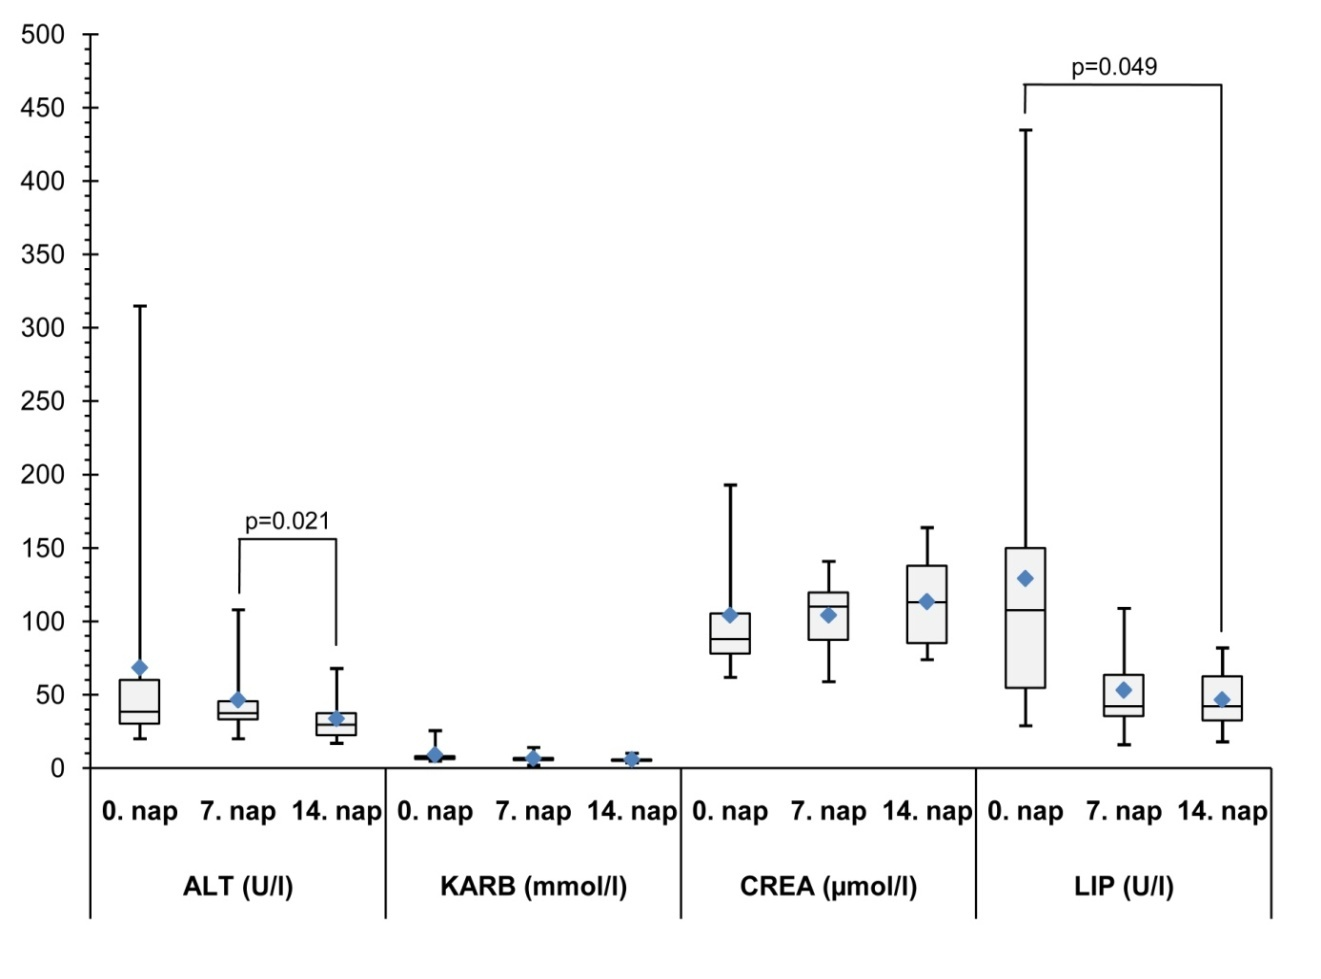 500
450
400
350
300
250
200
150
100
50
0
p=0.021
p=0.049
0. nap 7. nap 14. nap 0. nap 7. nap 14. nap 0. nap 7. nap 14. nap 0. nap 7. nap 14. nap
ALT (U/l) KARB (mmol/l) CREA (µmol/l) LIP (U/l)